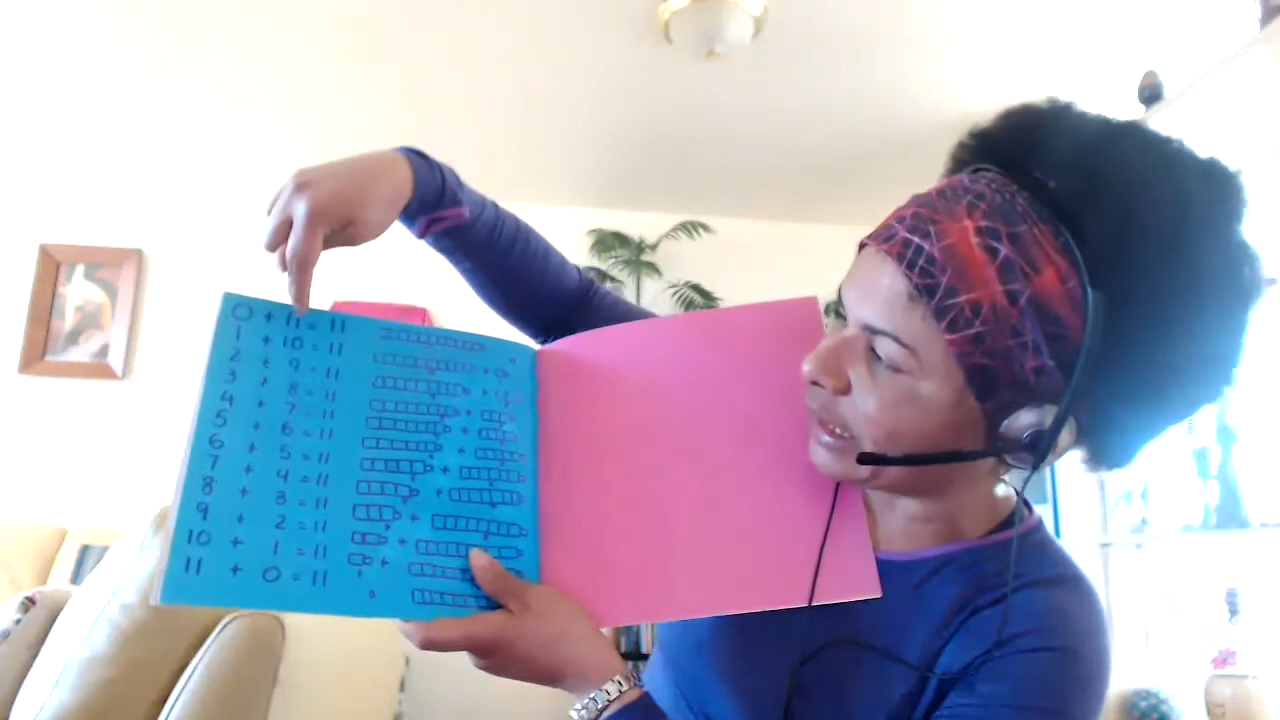 0 + 11 = 11
1 + 10 = 11
2 + 9 = 11
3 + 8 = 11
4 + 7 = 11
5 + 6 = 11
6 + 5 = 11
7 + 4 = 11
8 + 3 = 11
9 + 2 = 11
10 + 1 = 11
11 + 0 = 11